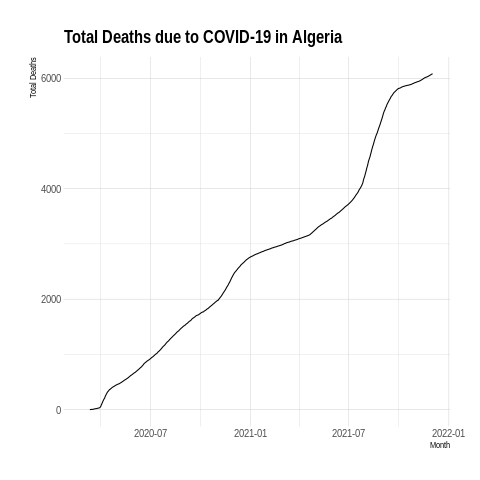 Total Deaths due to COVID-19 in Algeria
Total Deaths
6000
4000
2000
0
2020-07
2021-01
2021-07
2022-01
Month